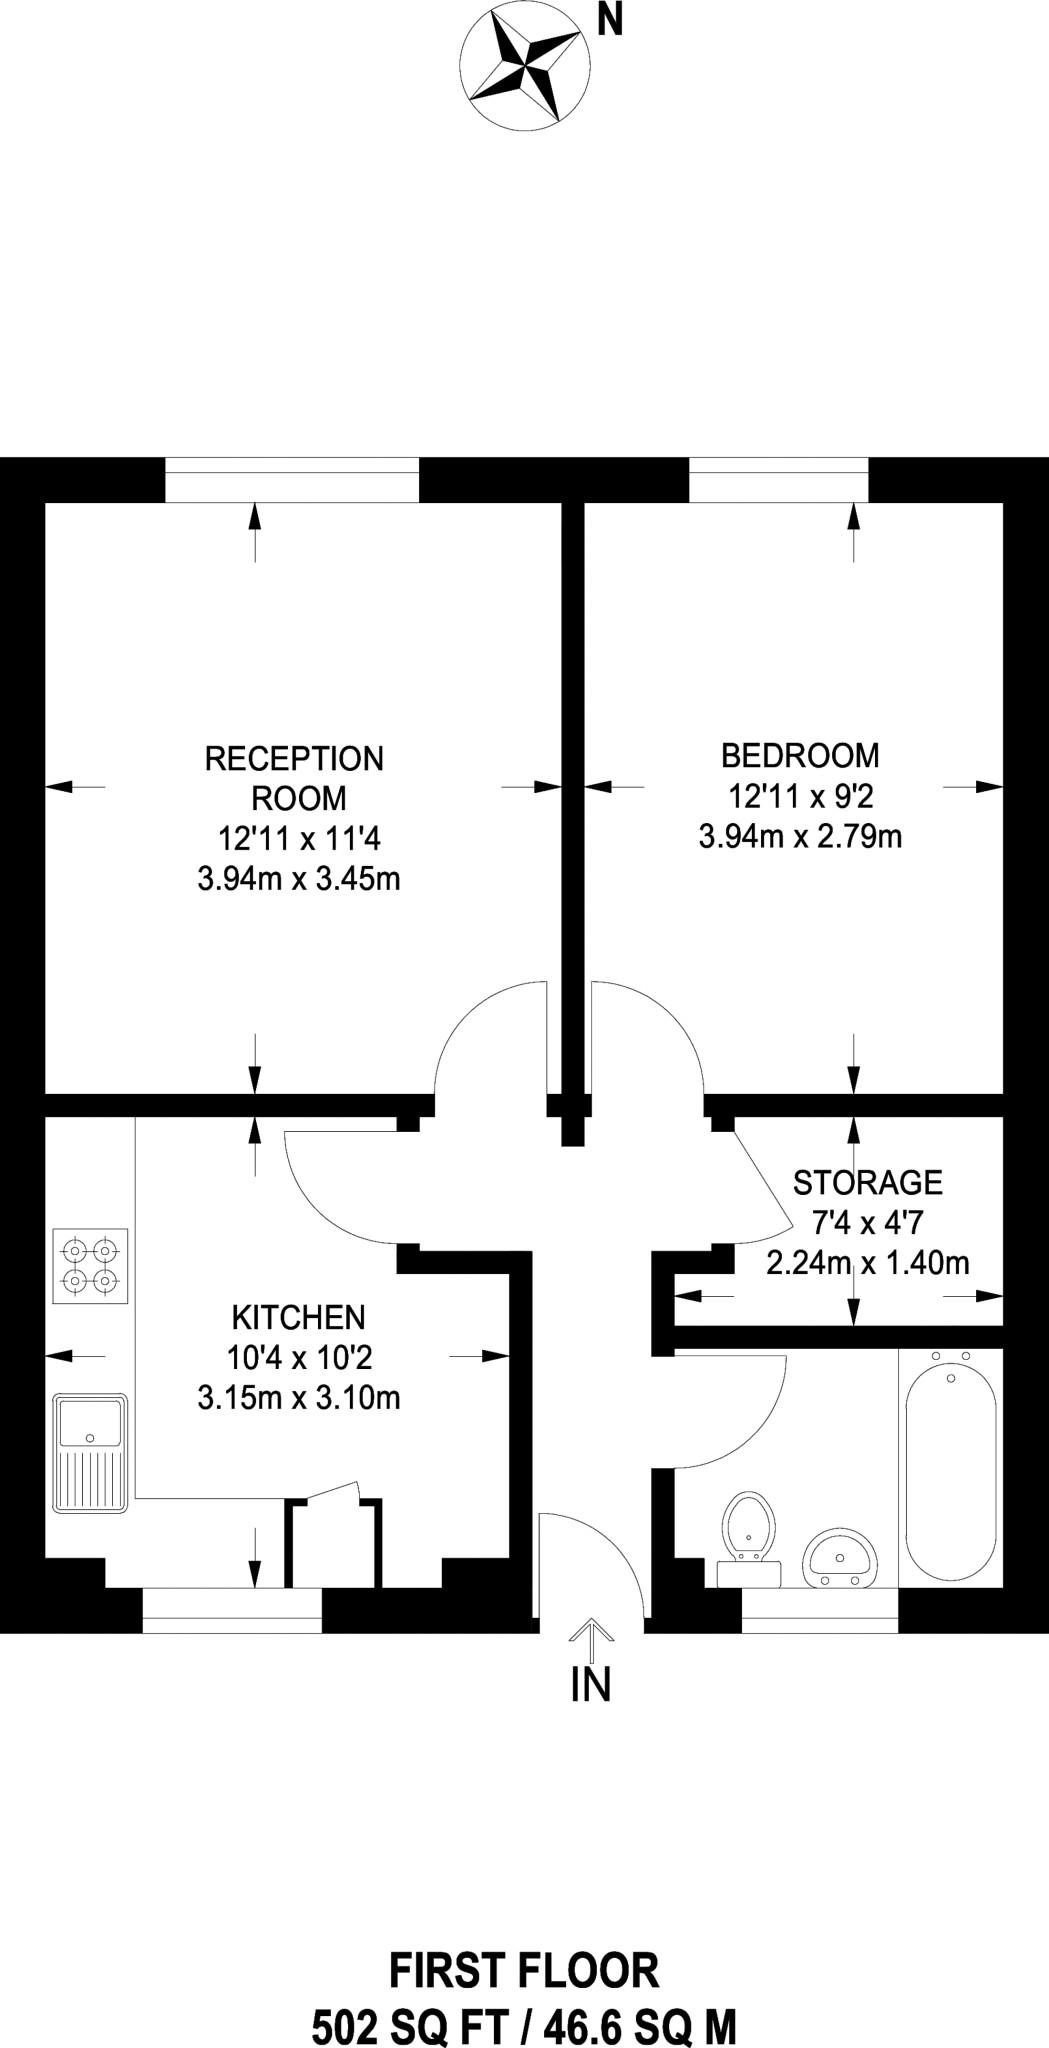 N
RECEPTION
ROOM
12'11 x 11'4
3.94m x 3.45m
BEDROOM
12'11 x 9'2
3.94m x 2.79m
STORAGE
7'4 x 4'7
2.24m x 1.40m
KITCHEN
10'4 x 10'2
3.15m x 3.10m
IN
FIRST FLOOR
502 SQ FT / 46.6 SQ M